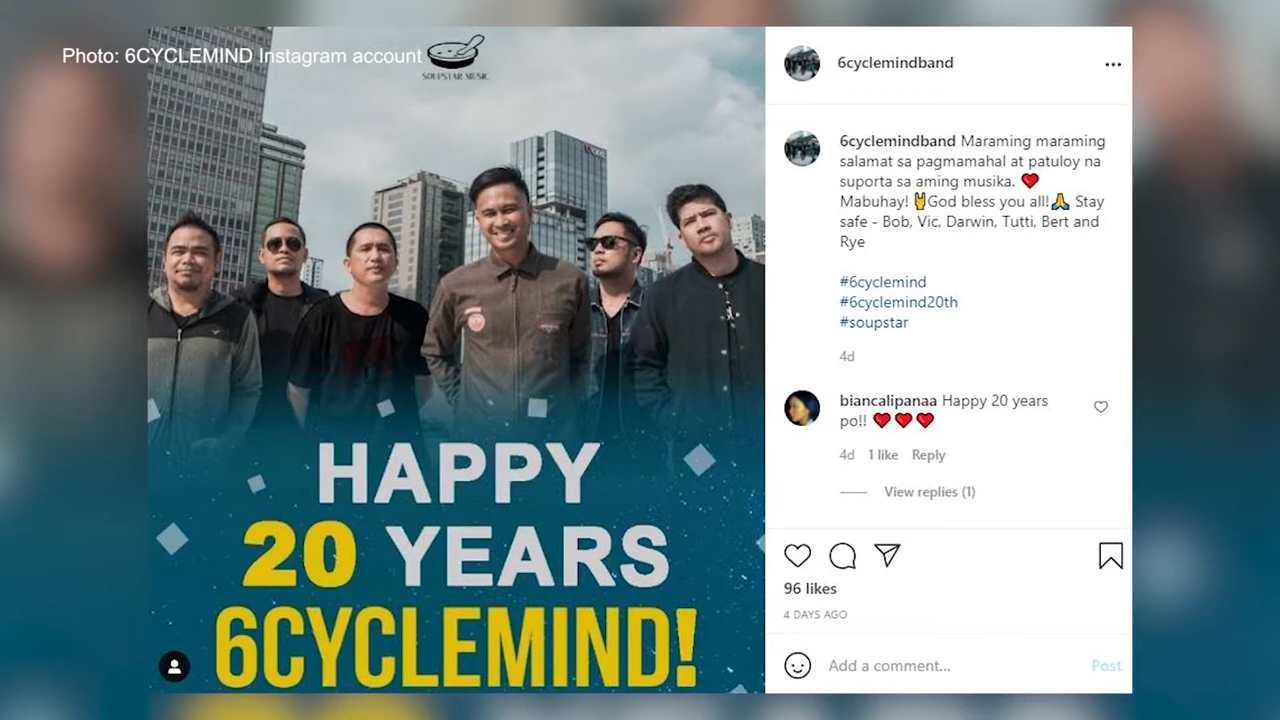 Photo: 6CYCLEMIND Instagram account
SOUPSTAR MUSIC
HAPPY
20 YEARS
6CYCLEMIND!
6cyclemindband
6cyclemindband Maraming maraming
salamat sa pagmamahal at patuloy na
suporta sa aming musika. ❤️
Mabuhay! 🤘God bless you all!🙏 Stay
safe - Bob, Vic, Darwin, Tutti, Bert and
Rye
#6cyclemind
#6cyclemind20th
#soupstar
4d
biancalipanaa Happy 20 years
po!! ❤️❤️❤️
4d 1 like Reply
View replies (1)
96 likes
4 DAYS AGO
Add a comment... Post